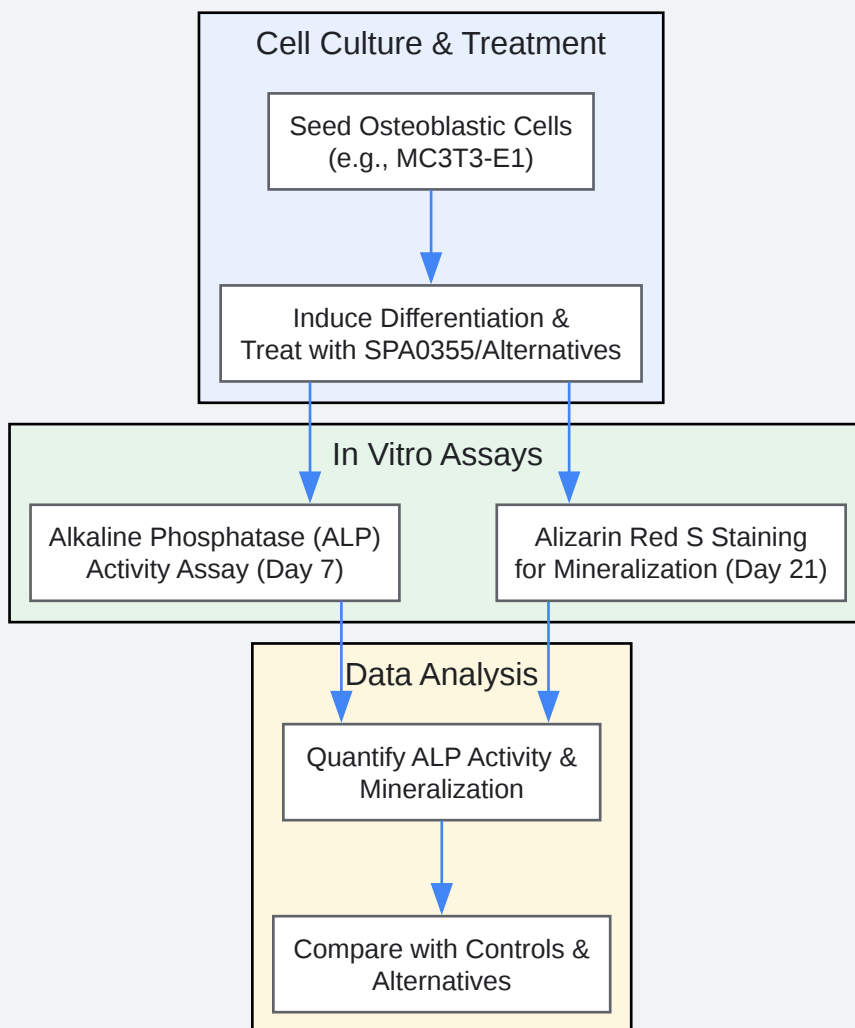 Cell Culture & Treatment
Seed Osteoblastic Cells
(e.g., MC3T3-E1)
Induce Differentiation &
Treat with SPA0355/Alternatives
In Vitro Assays
Alkaline Phosphatase (ALP)
Activity Assay (Day 7)
Alizarin Red S Staining
for Mineralization (Day 21)
Data Analysis
Quantify ALP Activity &
Mineralization
Compare with Controls &
Alternatives